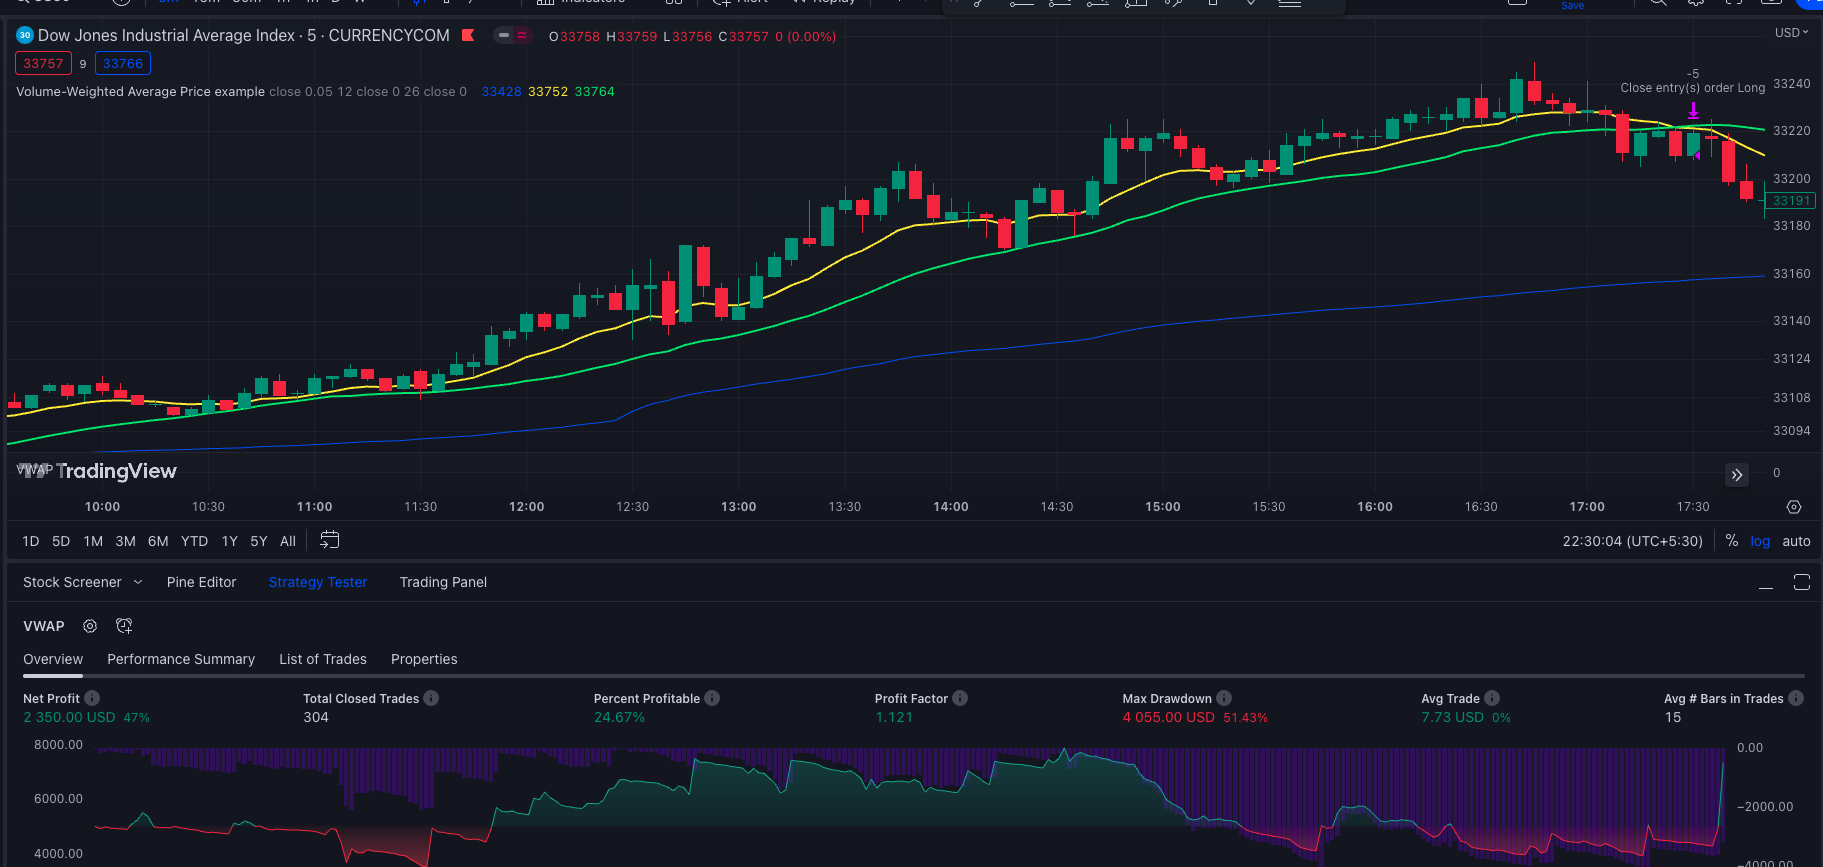 Indicators
Alert
Replay
Save
30 Dow Jones Industrial Average Index · 5 · CURRENCYCOM O33758 H33759 L33756 C33757 0 (0.00%)
USD
33757 9 33766
Volume-Weighted Average Price example close 0.05 12 close 0 26 close 0 33428 33752 33764
-5
Close entry(s) order Long
33240
33220
33200
33191
33180
33160
33140
33124
33108
33094
VWAP
TradingView
0
10:00 10:30 11:00 11:30 12:00 12:30 13:00 13:30 14:00 14:30 15:00 15:30 16:00 16:30 17:00 17:30
1D 5D 1M 3M 6M YTD 1Y 5Y All
22:30:04 (UTC+5:30) % log auto
Stock Screener Pine Editor Strategy Tester Trading Panel
VWAP
Overview Performance Summary List of Trades Properties
Net Profit Total Closed Trades Percent Profitable Profit Factor Max Drawdown Avg Trade Avg # Bars in Trades
2 350.00 USD 47% 304 24.67% 1.121 4 055.00 USD 51.43% 7.73 USD 0% 15
8000.00
6000.00
4000.00
0.00
−2000.00
−4000.00